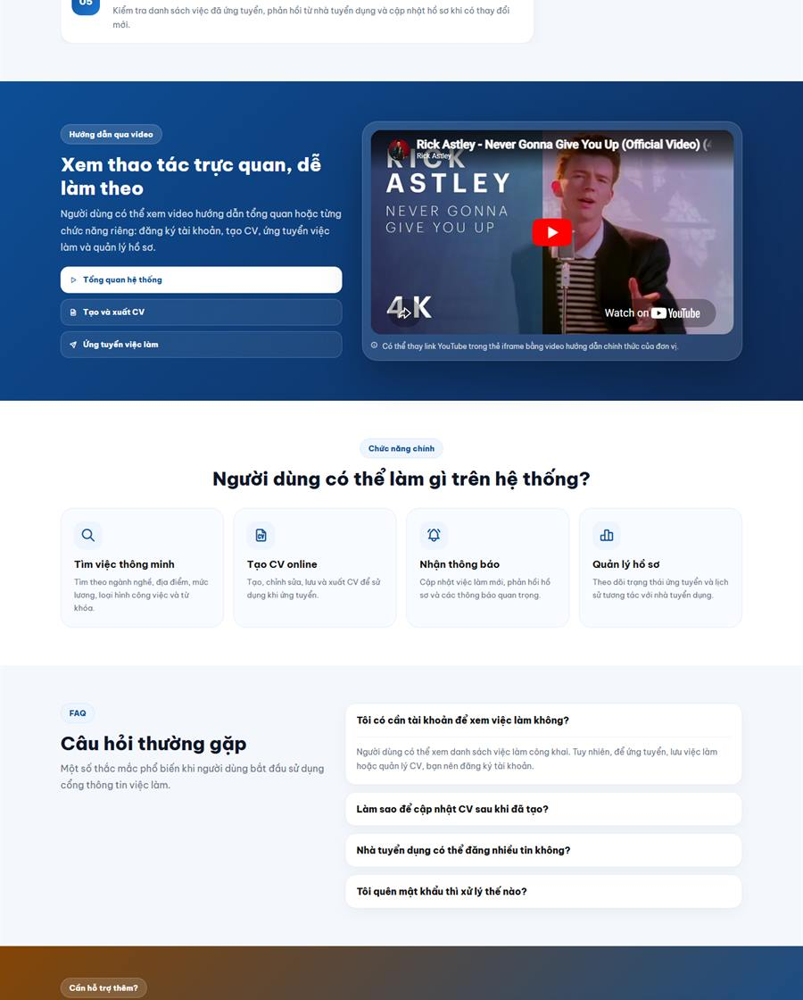 05
Kiểm tra danh sách việc đã ứng tuyển, phản hồi từ nhà tuyển dụng và cập nhật hồ sơ khi có thay đổi
mới.
Hướng dẫn qua video
Xem thao tác trực quan, dễ
làm theo
Người dùng có thể xem video hướng dẫn tổng quan hoặc từng
chức năng riêng: đăng ký tài khoản, tạo CV, ứng tuyển việc
làm và quản lý hồ sơ.
Tổng quan hệ thống
Tạo và xuất CV
Ứng tuyển việc làm
Rick Astley - Never Gonna Give You Up (Official Video) (4
Rick Astley
RICK
ASTLEY
NEVER GONNA
GIVE YOU UP
4K
Watch on YouTube
Có thể thay link YouTube trong thẻ iframe bằng video hướng dẫn chính thức của đơn vị.
Chức năng chính
Người dùng có thể làm gì trên hệ thống?
Tìm việc thông minh
Tìm theo ngành nghề, địa điểm, mức
lương, loại hình công việc và từ
khóa.
CV
Tạo CV online
Tạo, chỉnh sửa, lưu và xuất CV để sử
dụng khi ứng tuyển.
Nhận thông báo
Cập nhật việc làm mới, phản hồi hồ
sơ và các thông báo quan trọng.
Quản lý hồ sơ
Theo dõi trạng thái ứng tuyển và lịch
sử tương tác với nhà tuyển dụng.
FAQ
Câu hỏi thường gặp
Một số thắc mắc phổ biến khi người dùng bắt đầu sử dụng
cổng thông tin việc làm.
Tôi có cần tài khoản để xem việc làm không?
Người dùng có thể xem danh sách việc làm công khai. Tuy nhiên, để ứng tuyển, lưu việc làm
hoặc quản lý CV, bạn nên đăng ký tài khoản.
Làm sao để cập nhật CV sau khi đã tạo?
Nhà tuyển dụng có thể đăng nhiều tin không?
Tôi quên mật khẩu thì xử lý thế nào?
Cần hỗ trợ thêm?